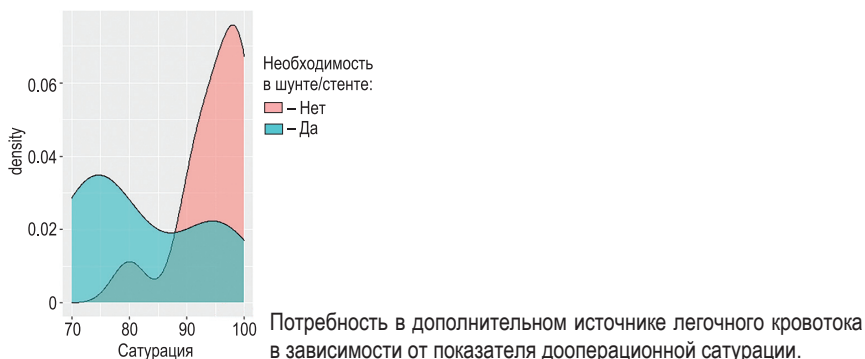 Необходимость
в шунте/стенте:
– Нет
– Да
density
0.06
0.04
0.02
0
70 80 90 100
Сатурация
Потребность в дополнительном источнике легочного кровотока
в зависимости от показателя дооперационной сатурации.